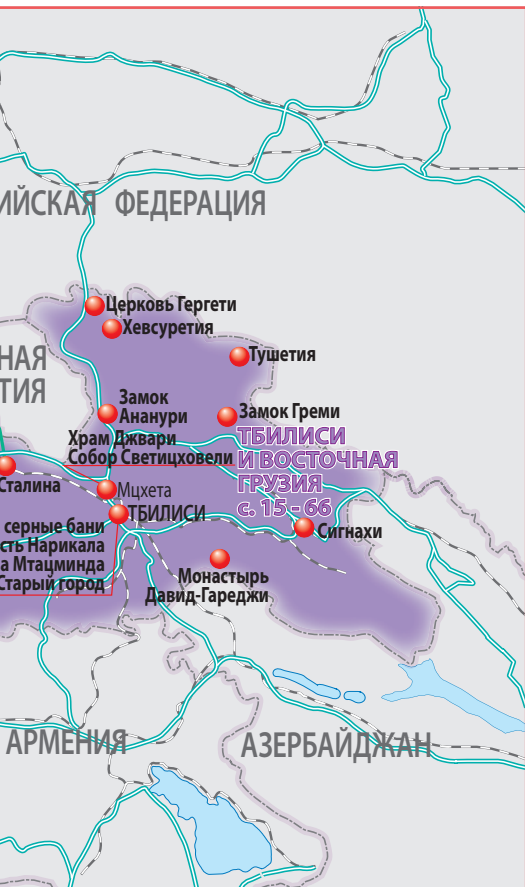 ИЙСКАЯ ФЕДЕРАЦИЯ
Церковь Гергети
Хевсуретия
Тушетия
НАЯ
ТИЯ
Замок
Ананури
Замок Греми
Храм Джвари
Собор Светицховели
ТБИЛИСИ
И ВОСТОЧНАЯ
ГРУЗИЯ
с. 15 - 66
Сталина
Мцхета
ТБИЛИСИ
Сигнахи
серные бани
сть Нарикала
а Мтацминда
Старый город
Монастырь
Давид-Гареджи
АРМЕНИЯ
АЗЕРБАЙДЖАН